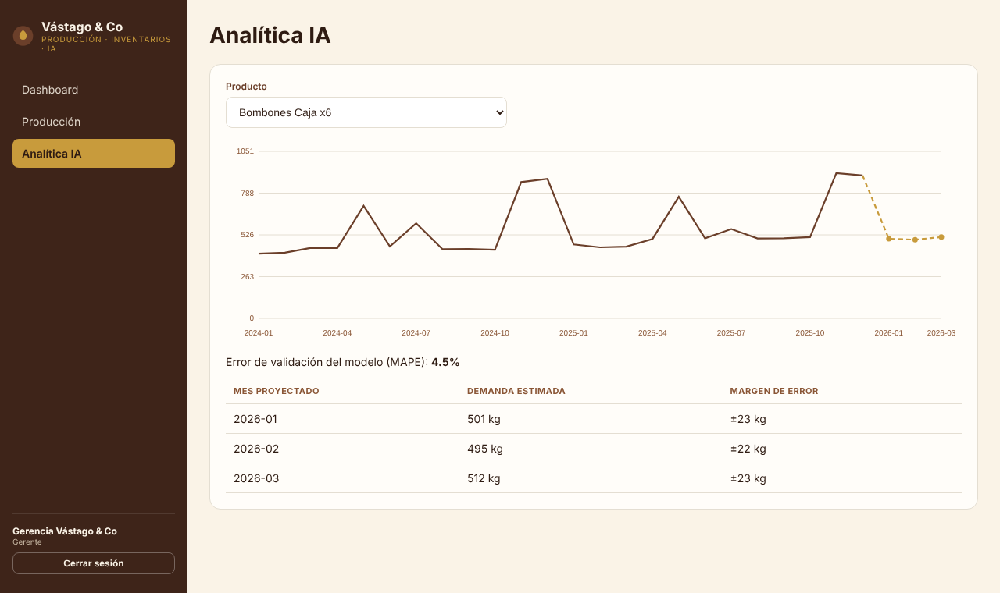 Vástago & Co
PRODUCCIÓN · INVENTARIOS
· IA
Dashboard
Producción
Analítica IA
Gerencia Vástago & Co
Gerente
Cerrar sesión
Analítica IA
Producto
Bombones Caja x6
1051
788
526
263
0
2024-01 2024-04 2024-07 2024-10 2025-01 2025-04 2025-07 2025-10 2026-01 2026-03
Error de validación del modelo (MAPE): 4.5%
MES PROYECTADO DEMANDA ESTIMADA MARGEN DE ERROR
2026-01 501 kg ±23 kg
2026-02 495 kg ±22 kg
2026-03 512 kg ±23 kg